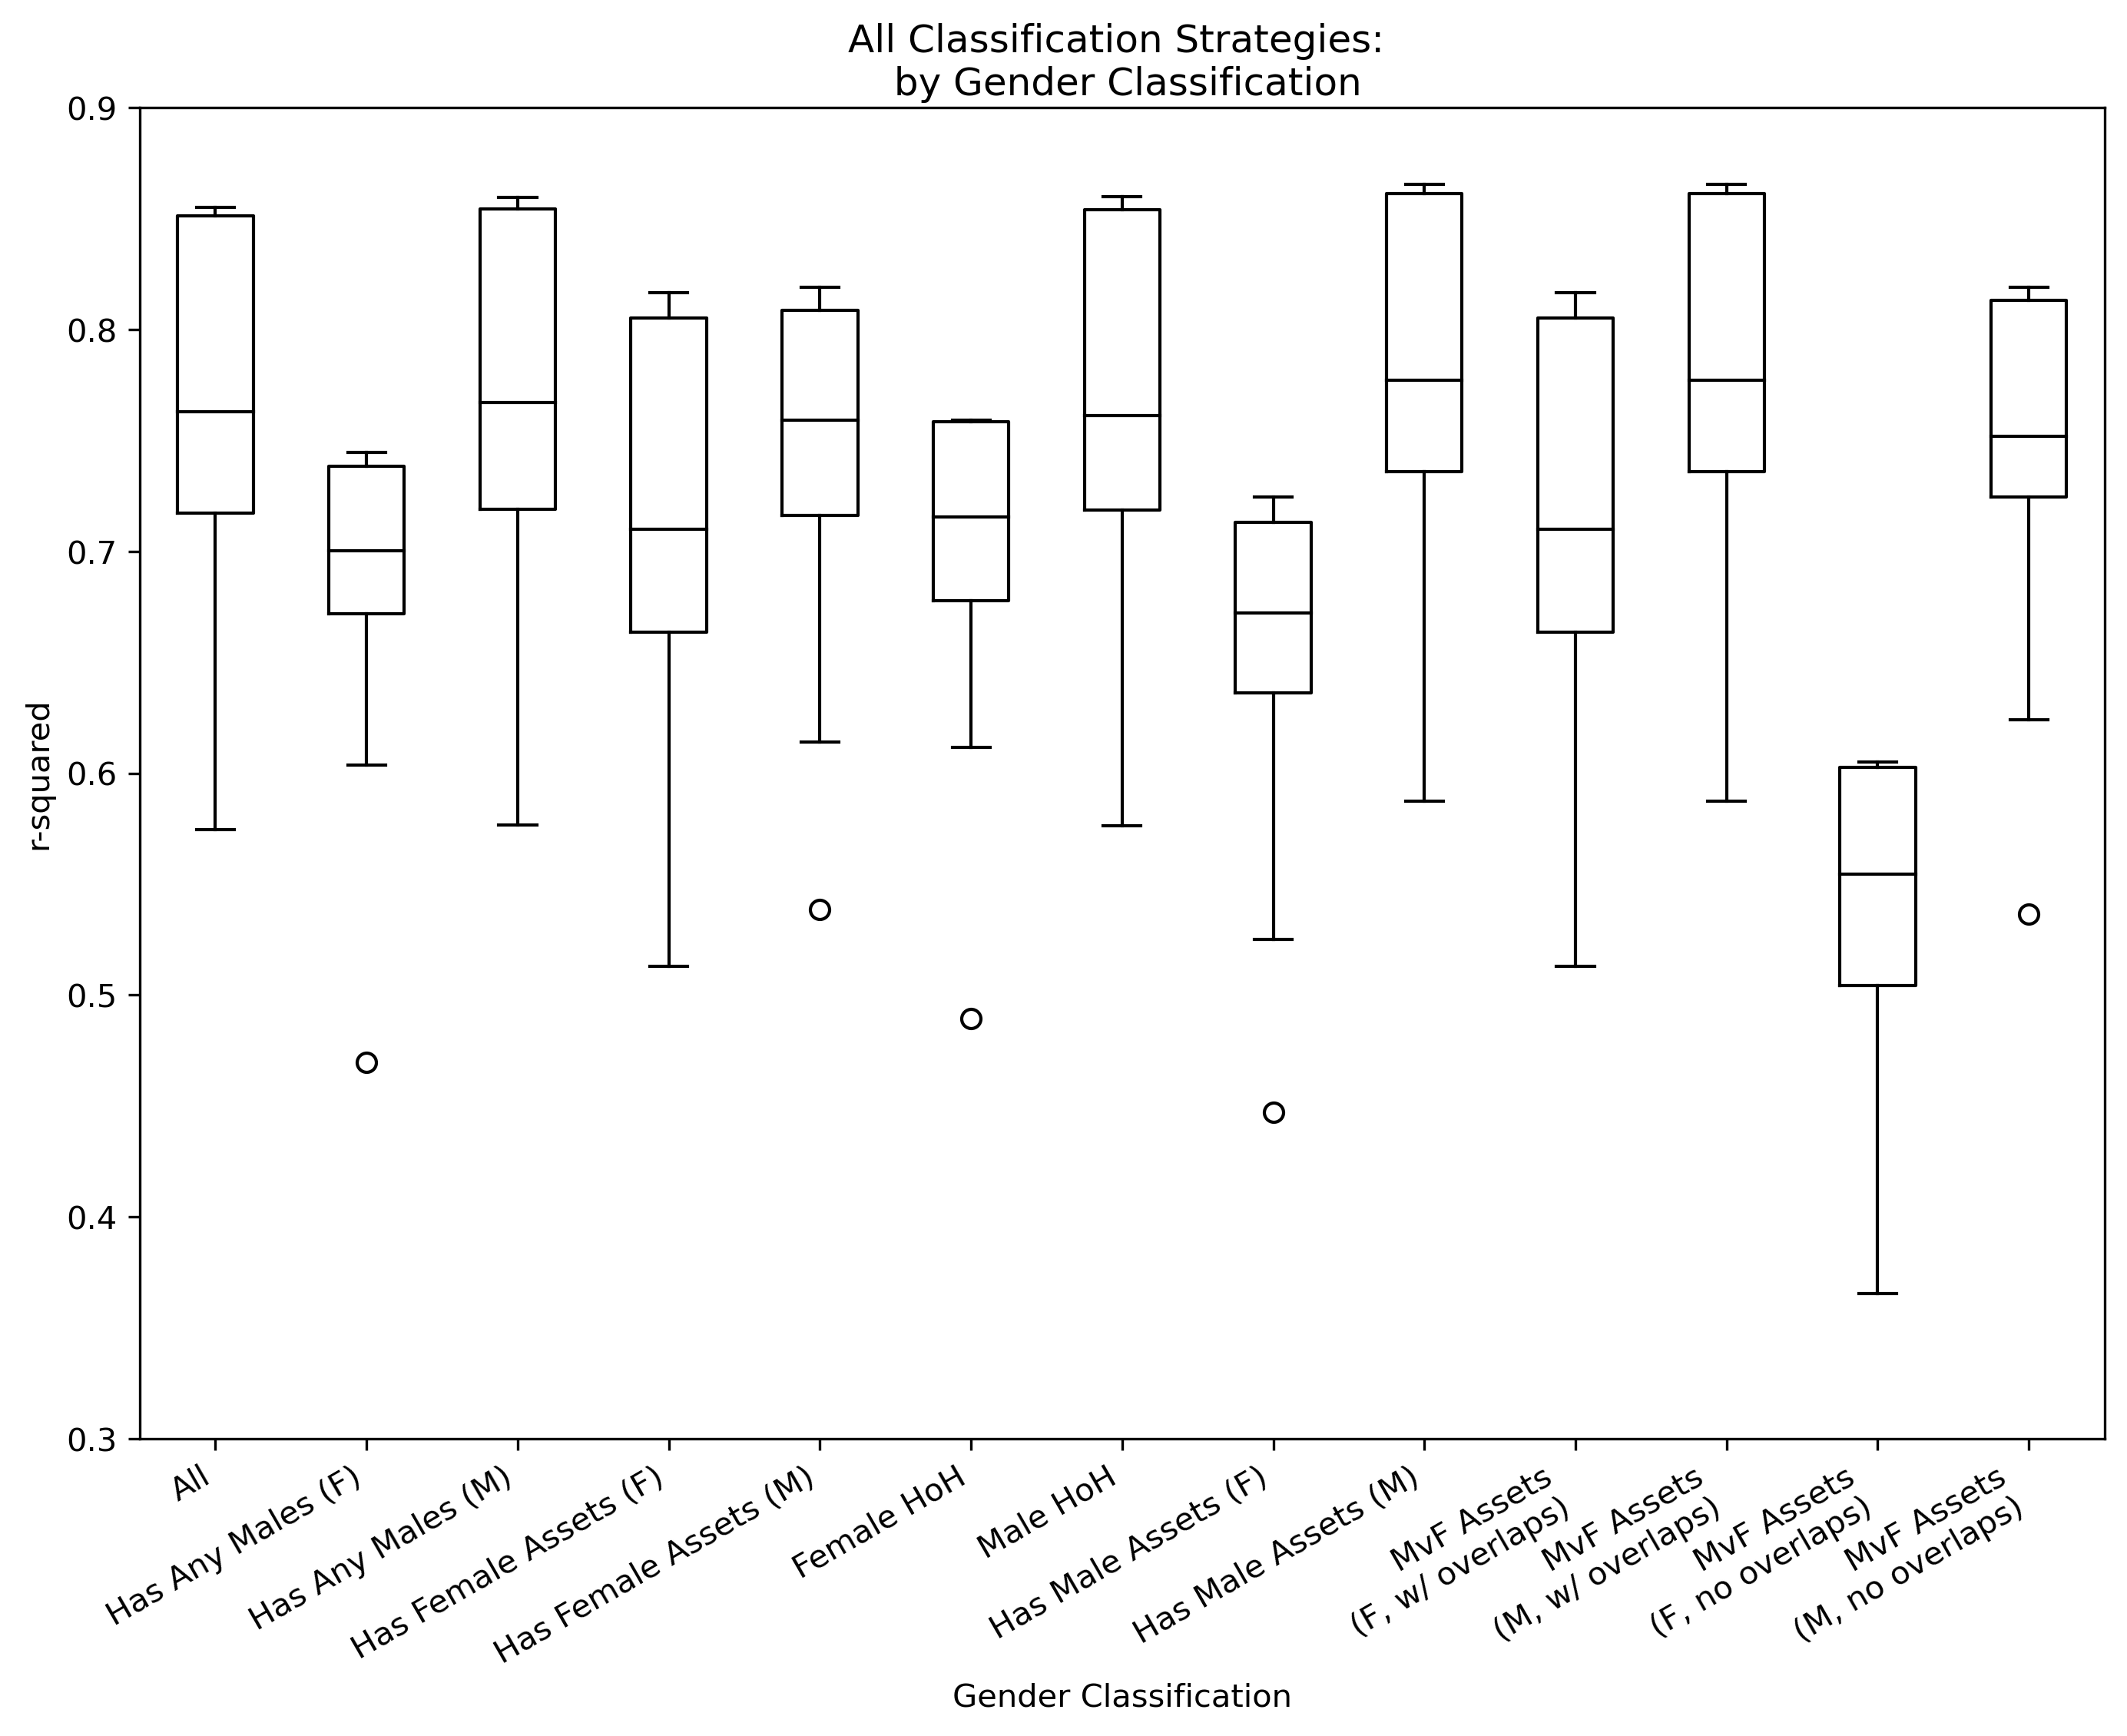 All Classification Strategies:
by Gender Classification
0.9
0.8
0.7
0.6
0.5
0.4
0.3
r-squared
All
Has Any Males (F)
Has Any Males (M)
Has Female Assets (F)
Has Female Assets (M)
Female HoH
Male HoH
Has Male Assets (F)
Has Male Assets (M)
MvF Assets
(F, w/ overlaps)
MvF Assets
(M, w/ overlaps)
MvF Assets
(F, no overlaps)
MvF Assets
(M, no overlaps)
Gender Classification